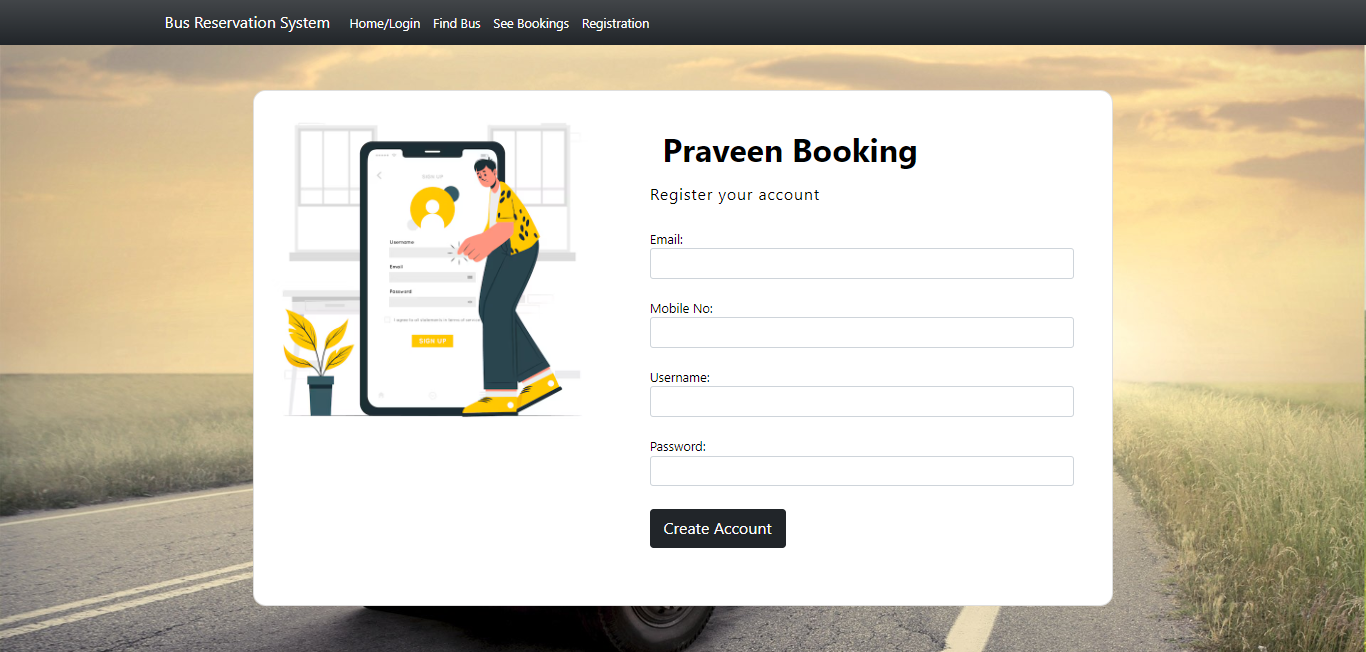 Bus Reservation System Home/Login Find Bus See Bookings Registration
Praveen Booking
Register your account
Email:
Mobile No:
Username:
Password:
Create Account
SIGN UP
Username
Email
Password
SIGN UP